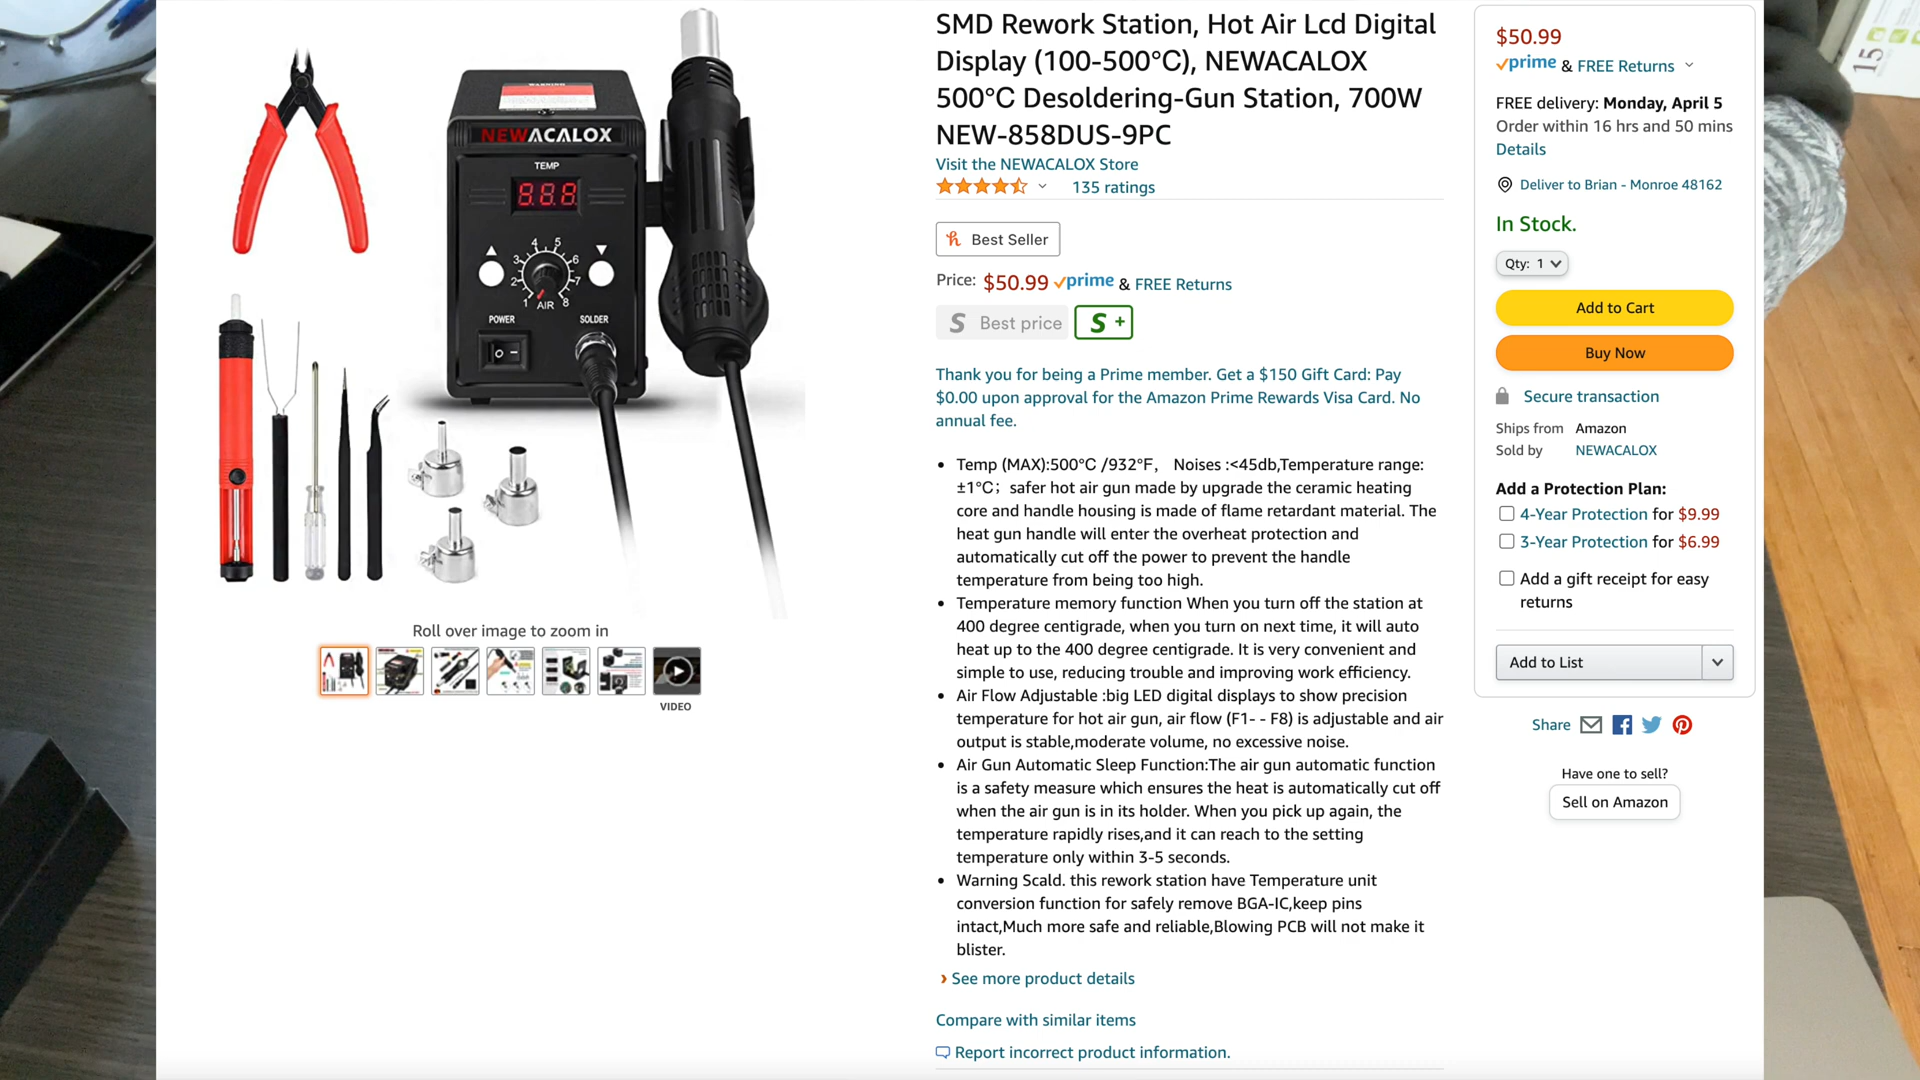 WARNING
NEWACALOX
TEMP
8.8.8
4 5
3 6
2 7
1 AIR 8
POWER SOLDER
Roll over image to zoom in
VIDEO
SMD Rework Station, Hot Air Lcd Digital
Display (100-500℃), NEWACALOX
500℃ Desoldering-Gun Station, 700W
NEW-858DUS-9PC
Visit the NEWACALOX Store
135 ratings
Best Seller
Price: $50.99 prime & FREE Returns
S Best price S +
Thank you for being a Prime member. Get a $150 Gift Card: Pay
$0.00 upon approval for the Amazon Prime Rewards Visa Card. No
annual fee.
Temp (MAX):500℃ /932℉， Noises :<45db,Temperature range:
±1℃；safer hot air gun made by upgrade the ceramic heating
core and handle housing is made of flame retardant material. The
heat gun handle will enter the overheat protection and
automatically cut off the power to prevent the handle
temperature from being too high.
Temperature memory function When you turn off the station at
400 degree centigrade, when you turn on next time, it will auto
heat up to the 400 degree centigrade. It is very convenient and
simple to use, reducing trouble and improving work efficiency.
Air Flow Adjustable :big LED digital displays to show precision
temperature for hot air gun, air flow (F1- - F8) is adjustable and air
output is stable,moderate volume, no excessive noise.
Air Gun Automatic Sleep Function:The air gun automatic function
is a safety measure which ensures the heat is automatically cut off
when the air gun is in its holder. When you pick up again, the
temperature rapidly rises,and it can reach to the setting
temperature only within 3-5 seconds.
Warning Scald. this rework station have Temperature unit
conversion function for safely remove BGA-IC,keep pins
intact,Much more safe and reliable,Blowing PCB will not make it
blister.
› See more product details
Compare with similar items
Report incorrect product information.
$50.99
prime & FREE Returns
FREE delivery: Monday, April 5
Order within 16 hrs and 50 mins
Details
Deliver to Brian - Monroe 48162
In Stock.
Qty: 1
Add to Cart
Buy Now
Secure transaction
Ships from Amazon
Sold by NEWACALOX
Add a Protection Plan:
4-Year Protection for $9.99
3-Year Protection for $6.99
Add a gift receipt for easy
returns
Add to List
Share
Have one to sell?
Sell on Amazon
15